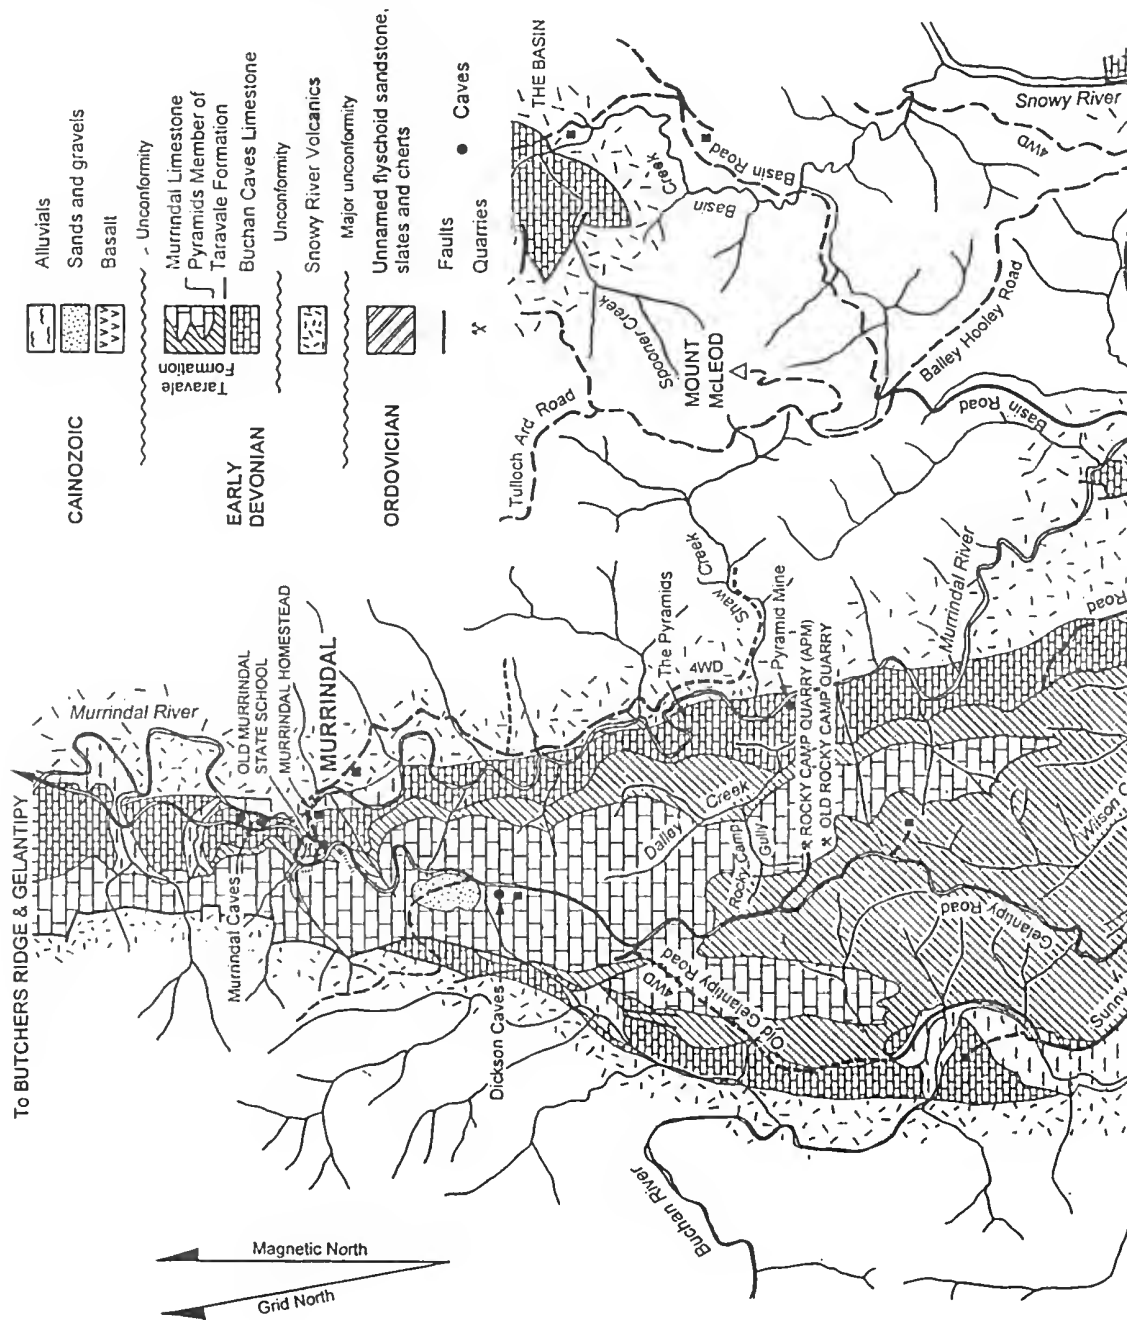 To BUTCHERS RIDGE & GELANTIPY
Magnetic North
Grid North
CAINOZOIC
Alluvials
Sands and gravels
Basalt
Unconformity
EARLY
DEVONIAN
Taravale
Formation
Murrindal Limestone
Pyramids Member of
Taravale Formation
Buchan Caves Limestone
Unconformity
Snowy River Volcanics
Major unconformity
ORDOVICIAN
Unnamed flyschoid sandstone,
slates and cherts
Faults
Caves
Quarries
Murrindal River
OLD MURRINDAL
STATE SCHOOL
MURRINDAL HOMESTEAD
MURRINDAL
Murrindal Caves
Dickson Caves
THE BASIN
Basin Creek
Basin Road
Spooner Creek
Tulloch Ard Road
MOUNT
McLEOD
Balley Hooley Road
Basin Road
Snowy River
4WD
Shaw Creek
The Pyramids
4WD
Pyramid Mine
Murrindal River
Road
ROCKY CAMP QUARRY (APM)
OLD ROCKY CAMP QUARRY
Dalley Creek
Rocky Camp
Gully
Gelantipy Road
Wilson C
4WD
Old Gelantipy Road
Sunny
Buchan River